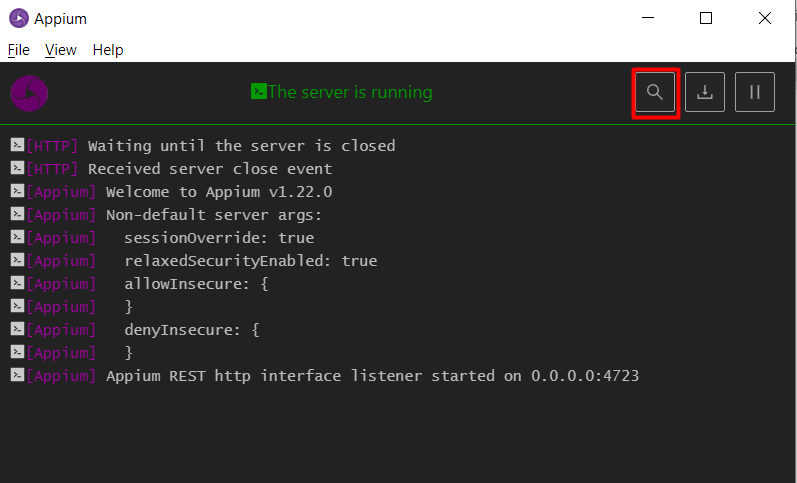 Appium
File View Help
The server is running
[HTTP] Waiting until the server is closed
[HTTP] Received server close event
[Appium] Welcome to Appium v1.22.0
[Appium] Non-default server args:
[Appium]   sessionOverride: true
[Appium]   relaxedSecurityEnabled: true
[Appium]   allowInsecure: {
[Appium]   }
[Appium]   denyInsecure: {
[Appium]   }
[Appium] Appium REST http interface listener started on 0.0.0.0:4723